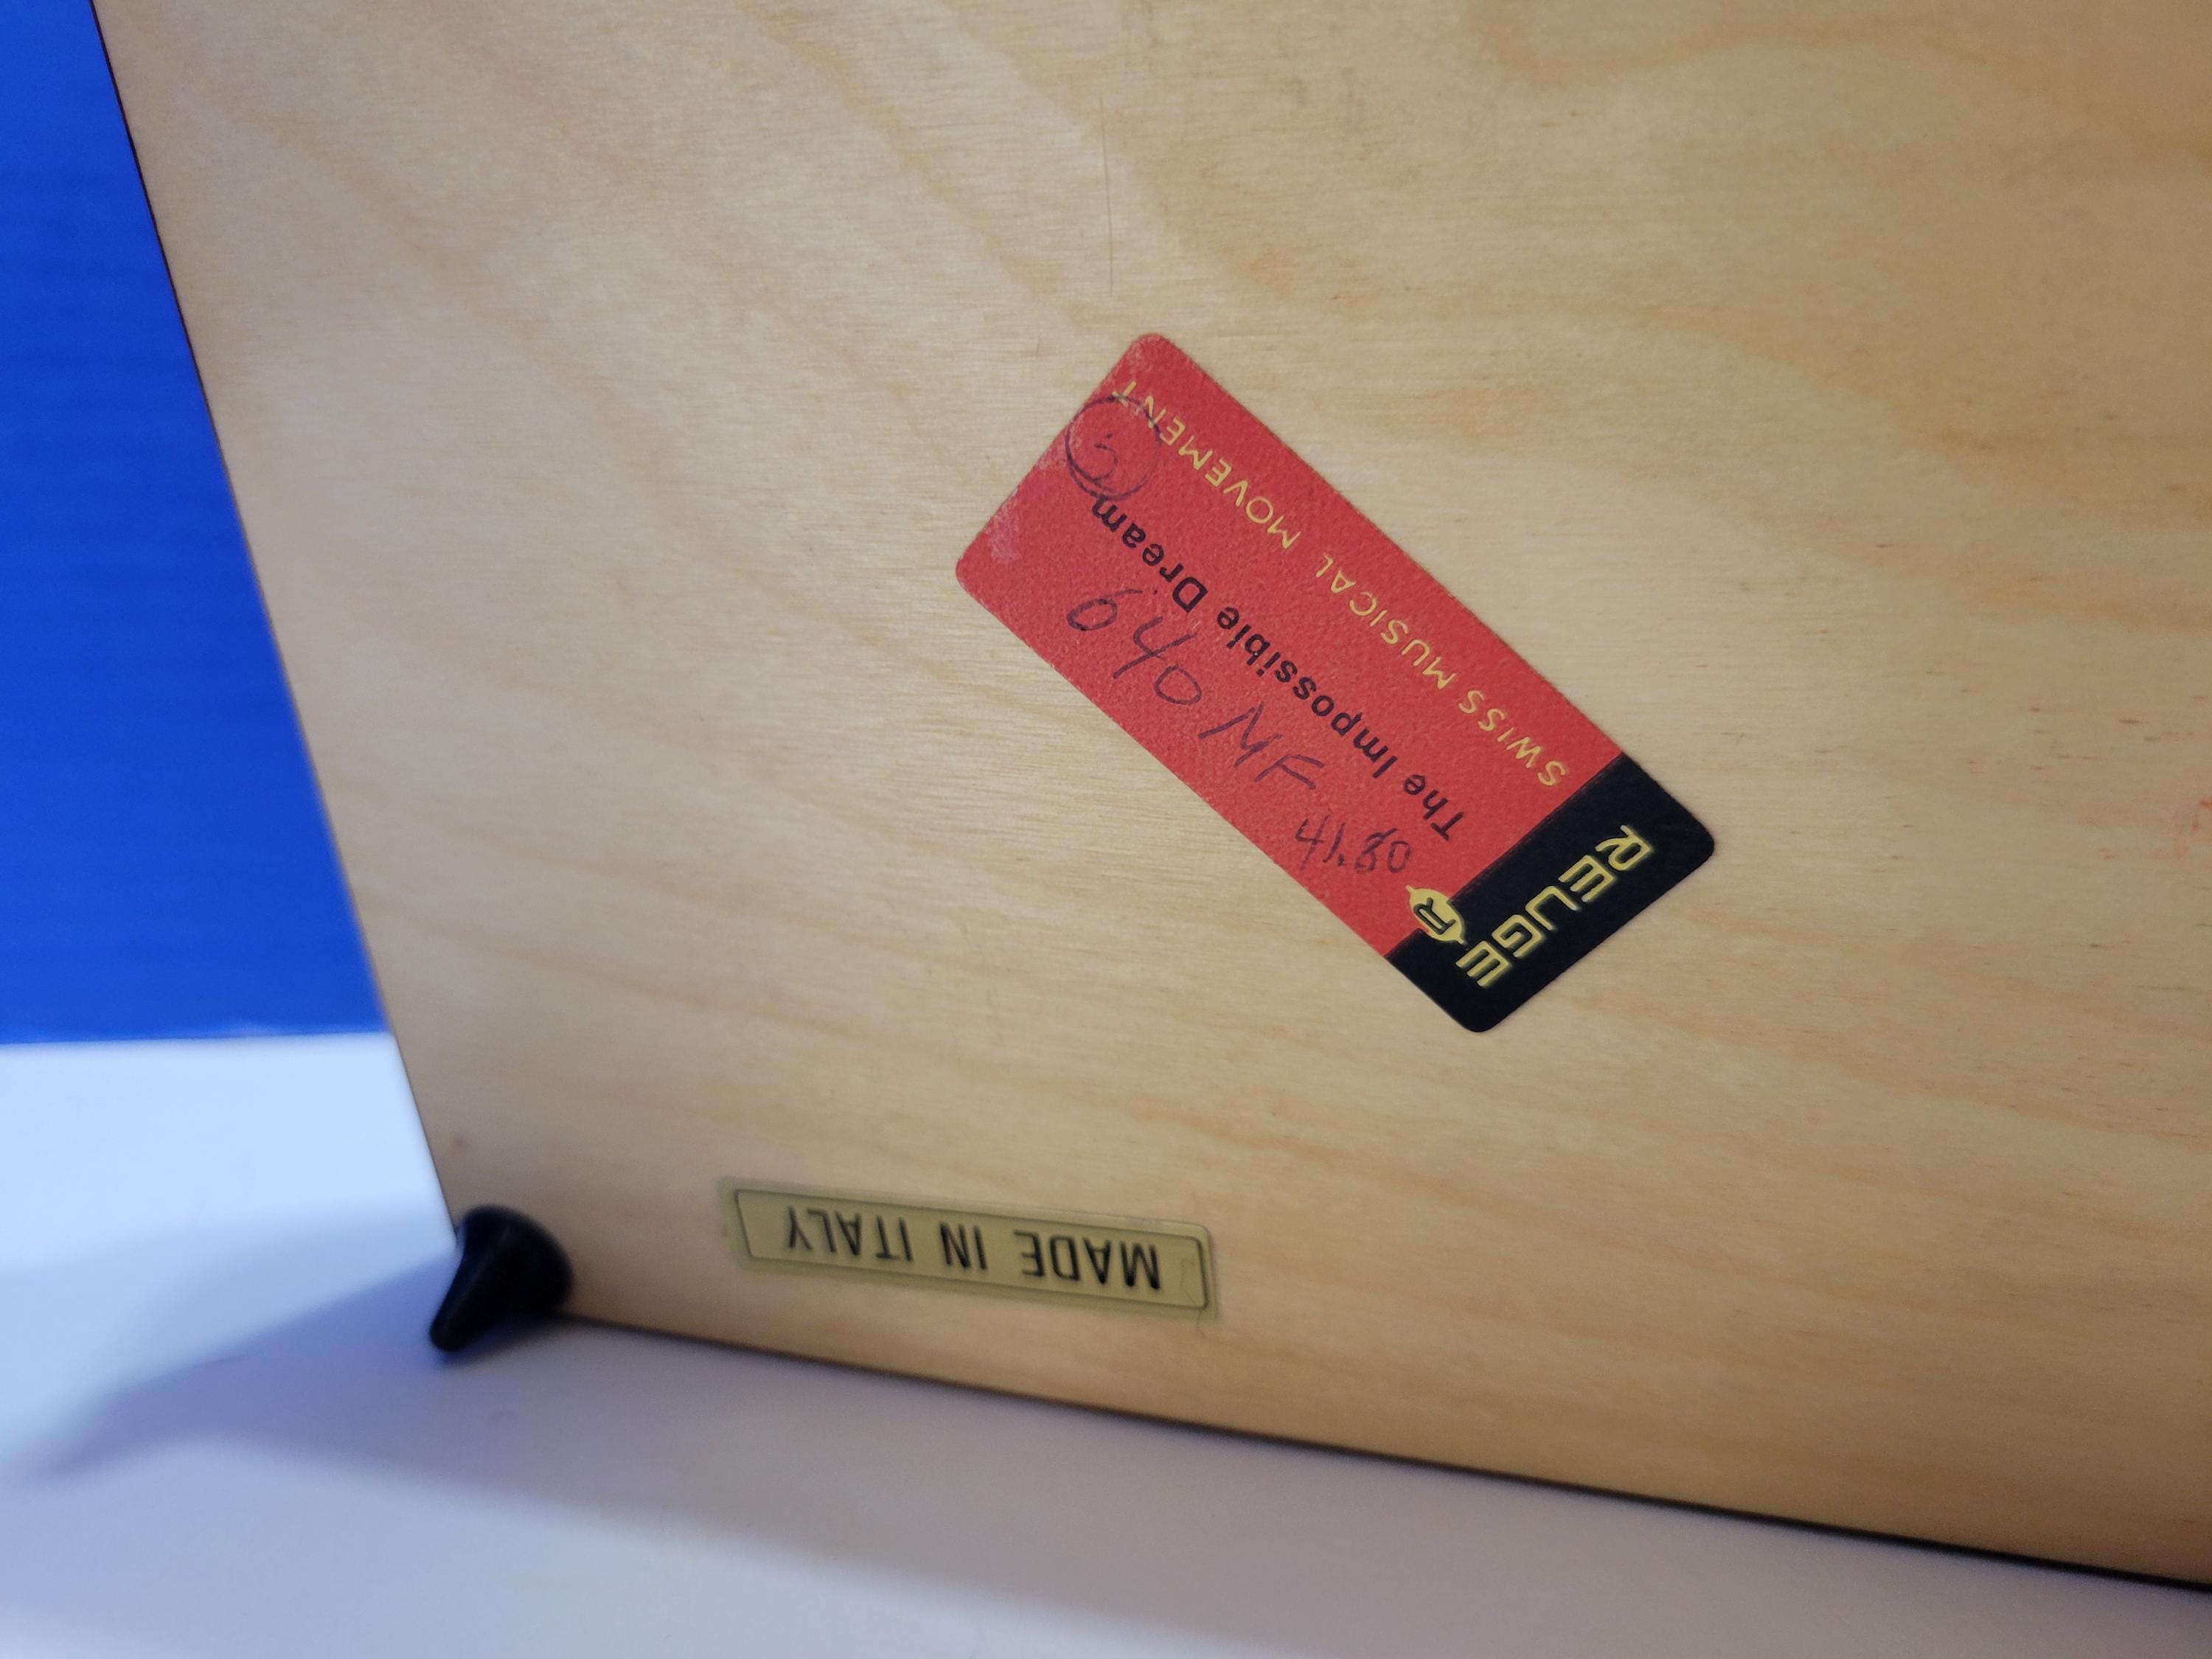 REUGE
R
SWISS MUSICAL MOVEMENT
The Impossible Dream
640 MF
41.80
MADE IN ITALY